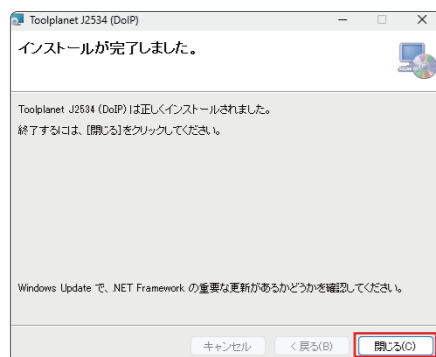 Toolplanet J2534 (DoIP)
インストールが完了しました。
Toolplanet J2534 (DoIP) は正しくインストールされました。
終了するには、[閉じる]をクリックしてください。
Windows Update で、.NET Framework の重要な更新があるかどうかを確認してください。
キャンセル
< 戻る(B)
閉じる(C)